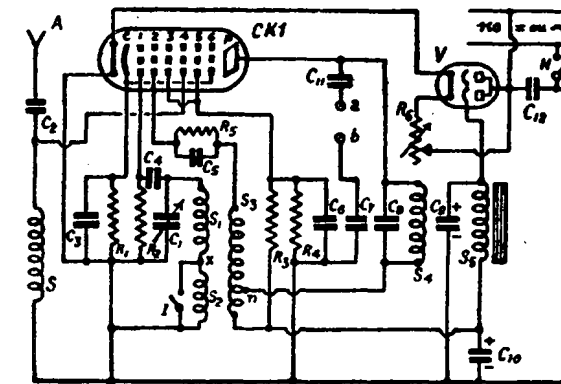 A
CK1
V
C 1 2 3 4 5 6 P
C2
C11
a
b
R6
C12
H
R5
C5
C4
C3
R1
R2
C1
S1
S3
S
x
I
S2
n
R3
R4
C6
C7
C8
S4
C9
+
-
S5
+
-
C10